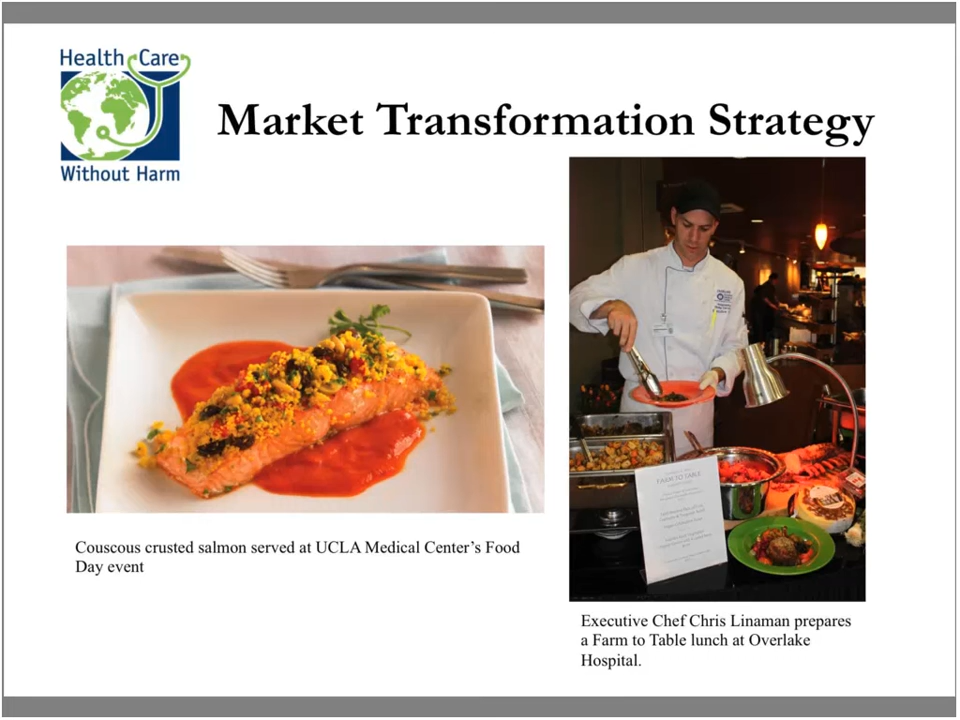 Health Care
Without Harm
Market Transformation Strategy
FARM TO TABLE
Couscous crusted salmon served at UCLA Medical Center's Food
Day event
Executive Chef Chris Linaman prepares
a Farm to Table lunch at Overlake
Hospital.